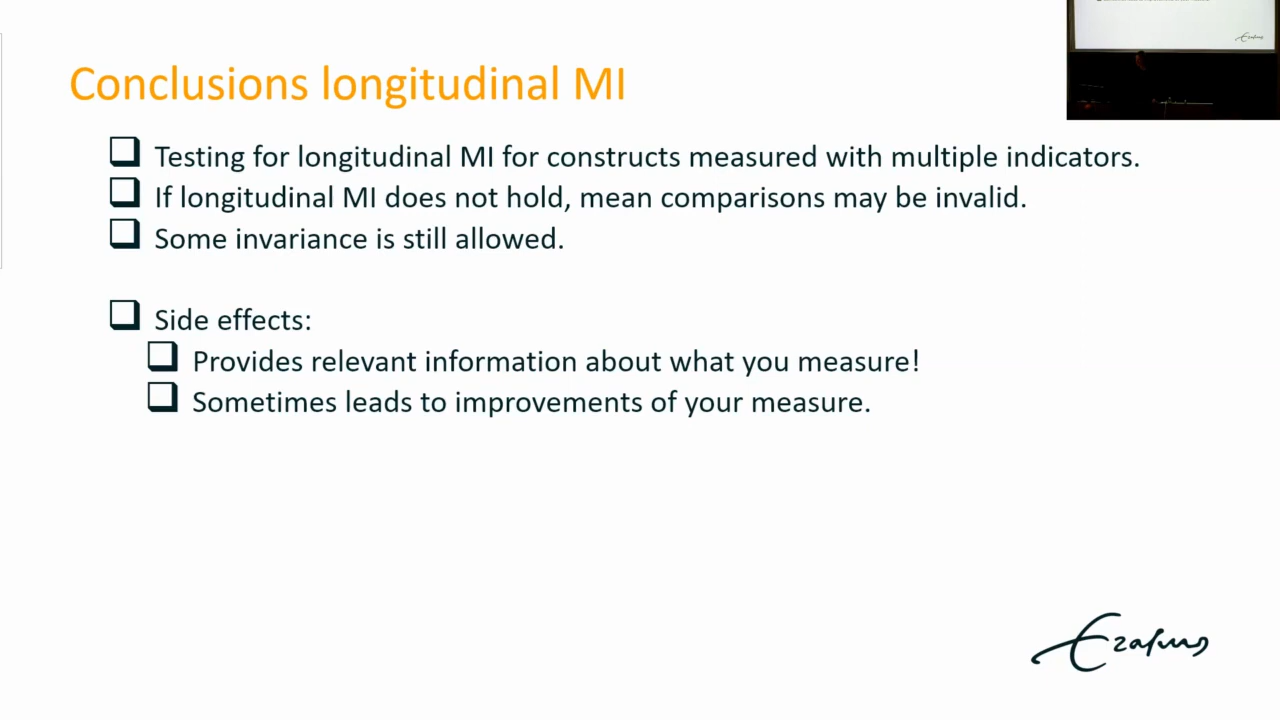 Conclusions longitudinal MI
❑ Testing for longitudinal MI for constructs measured with multiple indicators.
❑ If longitudinal MI does not hold, mean comparisons may be invalid.
❑ Some invariance is still allowed.
❑ Side effects:
❑ Provides relevant information about what you measure!
❑ Sometimes leads to improvements of your measure.
Erasmus